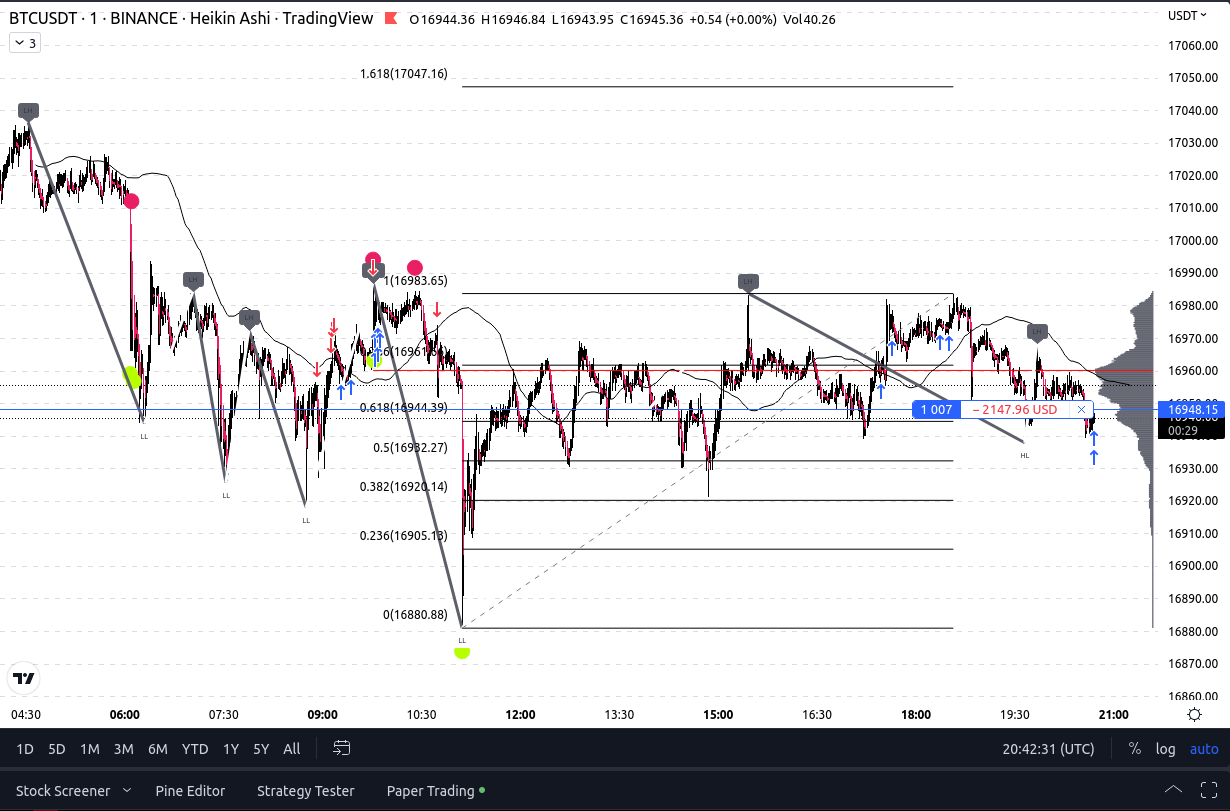 BTCUSDT · 1 · BINANCE · Heikin Ashi · TradingView O16944.36 H16946.84 L16943.95 C16945.36 +0.54 (+0.00%) Vol40.26
USDT
3
17060.00
1.618(17047.16)
17050.00
LH
17040.00
17030.00
17020.00
17010.00
17000.00
LH
LH
1(16983.65)
LH
16990.00
16980.00
LH
LH
16970.00
16960.00
0.618(16944.39)
1 007
−2147.96 USD
16948.15
00:29
LL
0.5(16932.27)
HL
16930.00
0.382(16920.14)
LL
16920.00
LL
0.236(16905.13)
16910.00
16900.00
16890.00
0(16880.88)
16880.00
LL
16870.00
16860.00
04:30 06:00 07:30 09:00 10:30 12:00 13:30 15:00 16:30 18:00 19:30 21:00
1D 5D 1M 3M 6M YTD 1Y 5Y All
20:42:31 (UTC)
% log auto
Stock Screener Pine Editor Strategy Tester Paper Trading